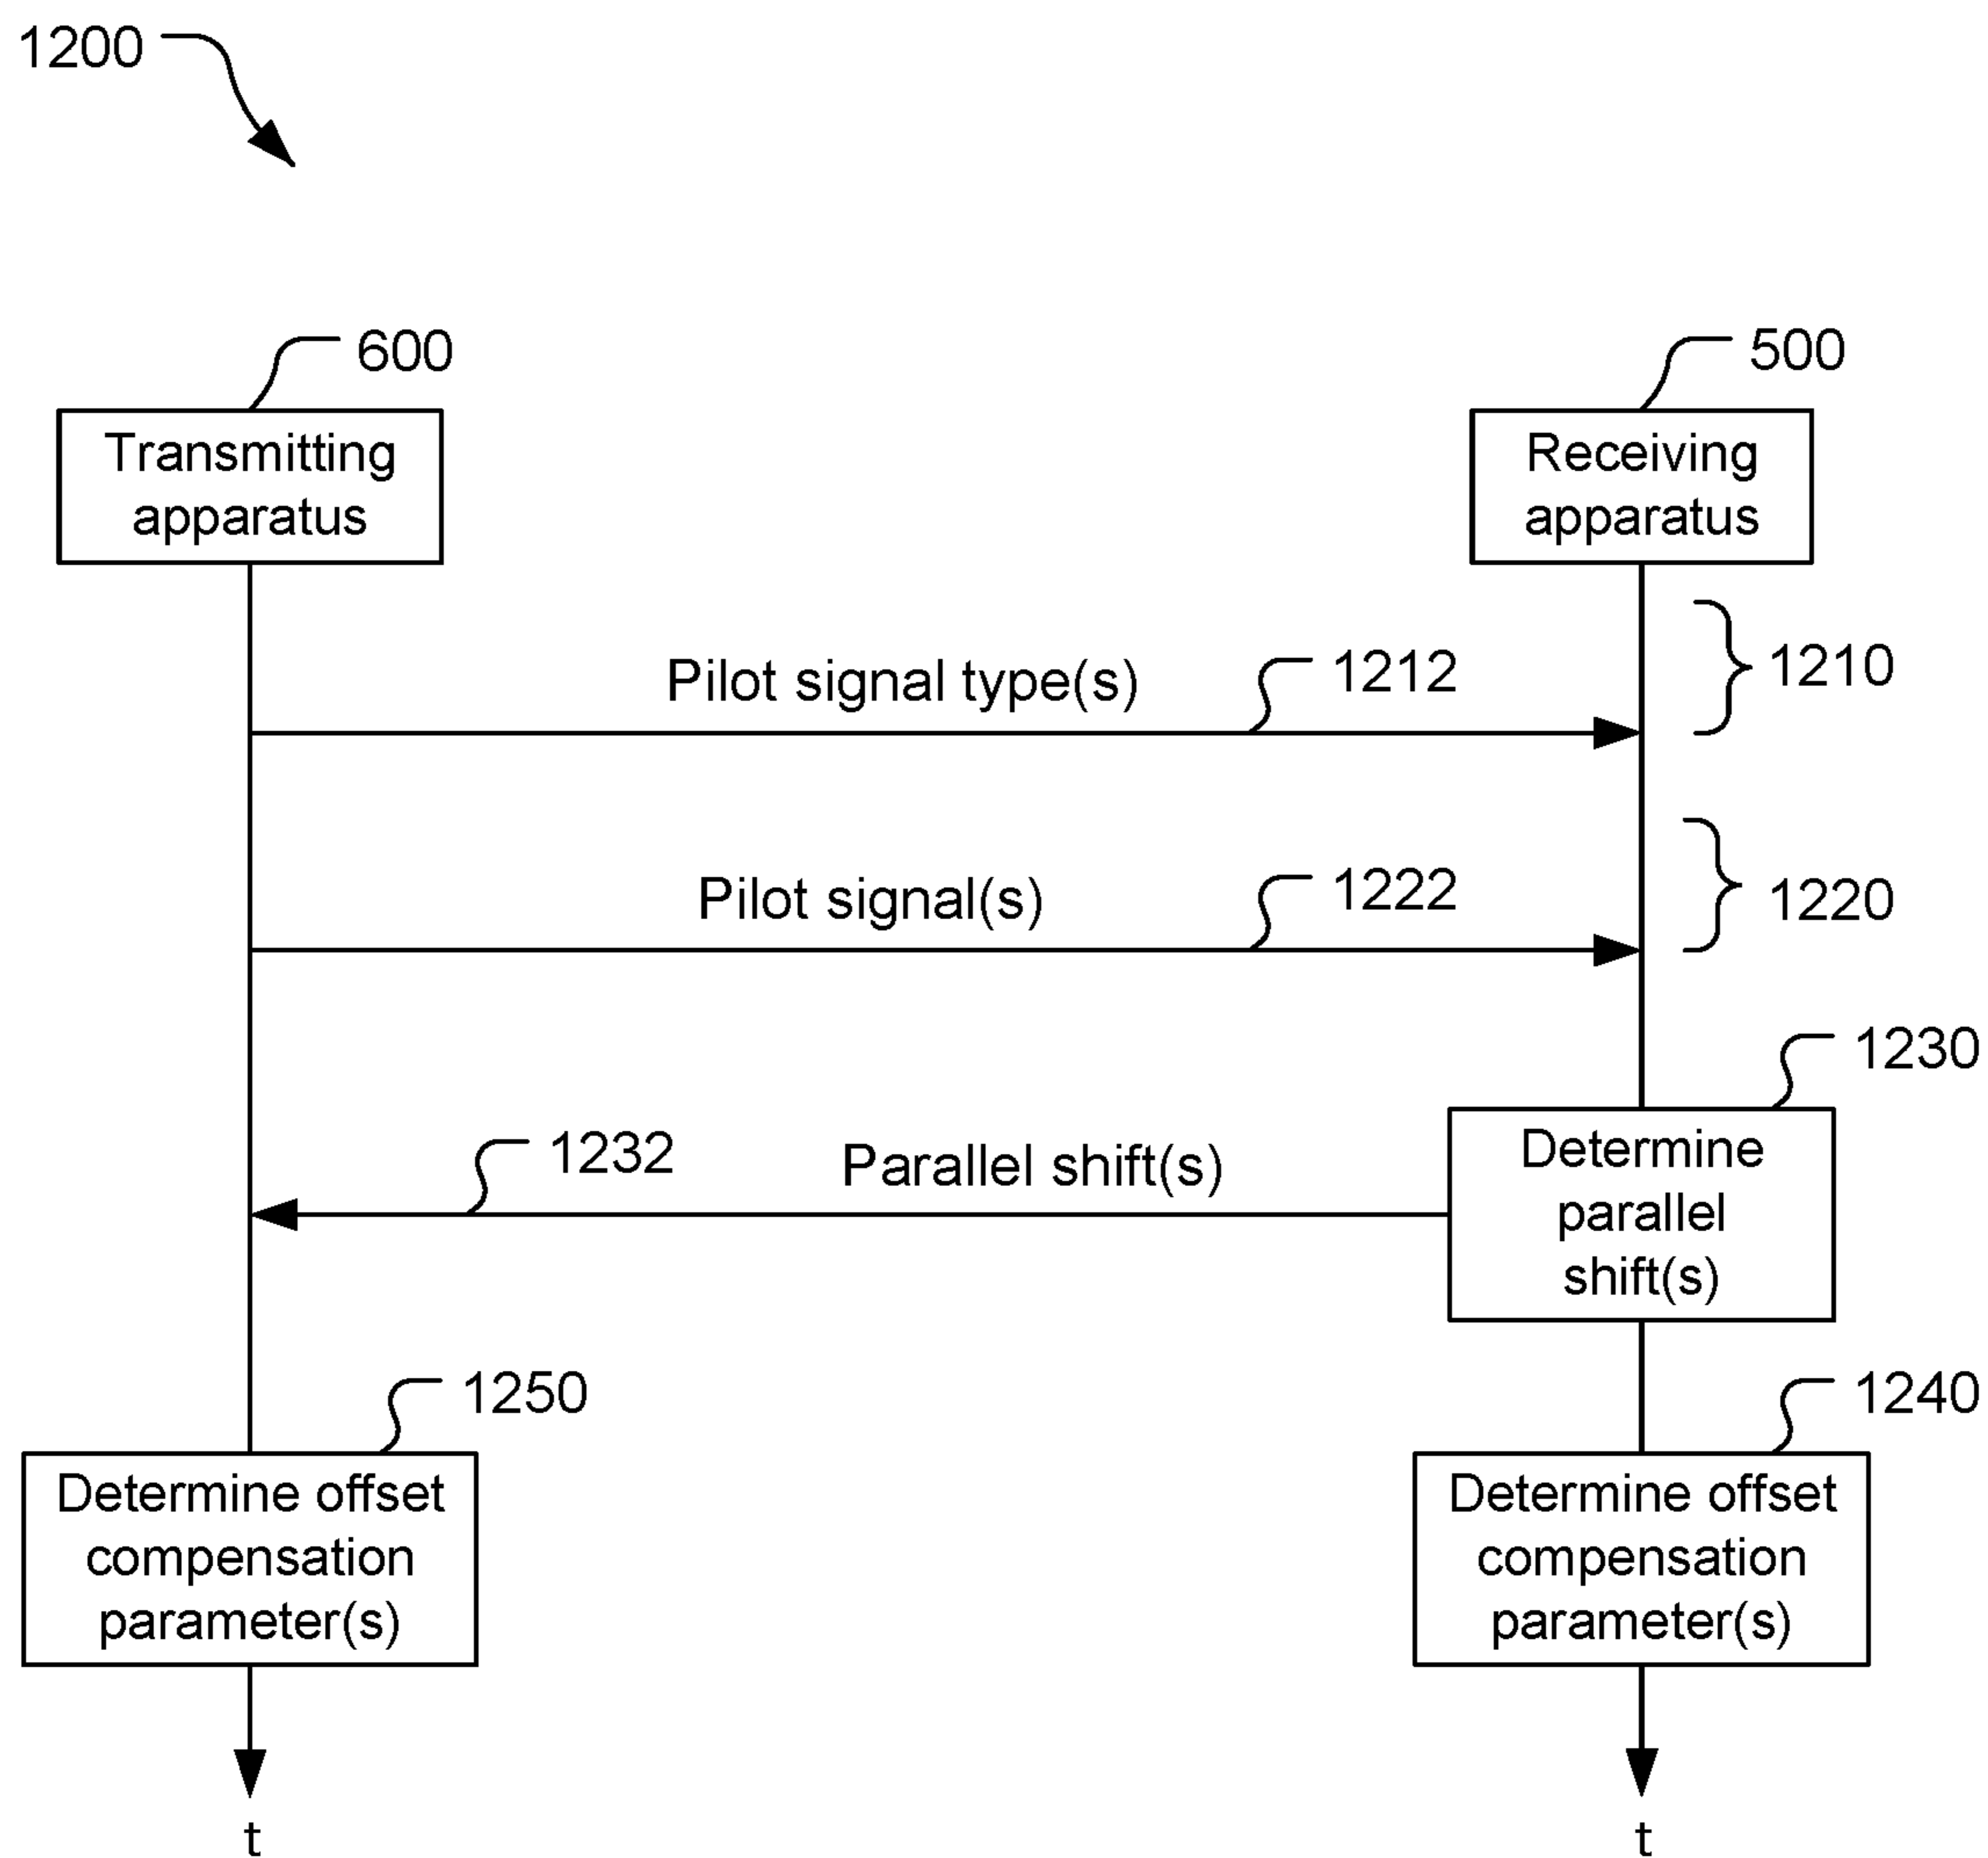 1200
600
500
Transmitting
apparatus
Receiving
apparatus
Pilot signal type(s)
1212
1210
Pilot signal(s)
1222
1220
1230
1232
Parallel shift(s)
Determine
parallel
shift(s)
1250
1240
Determine offset
compensation
parameter(s)
Determine offset
compensation
parameter(s)
t
t